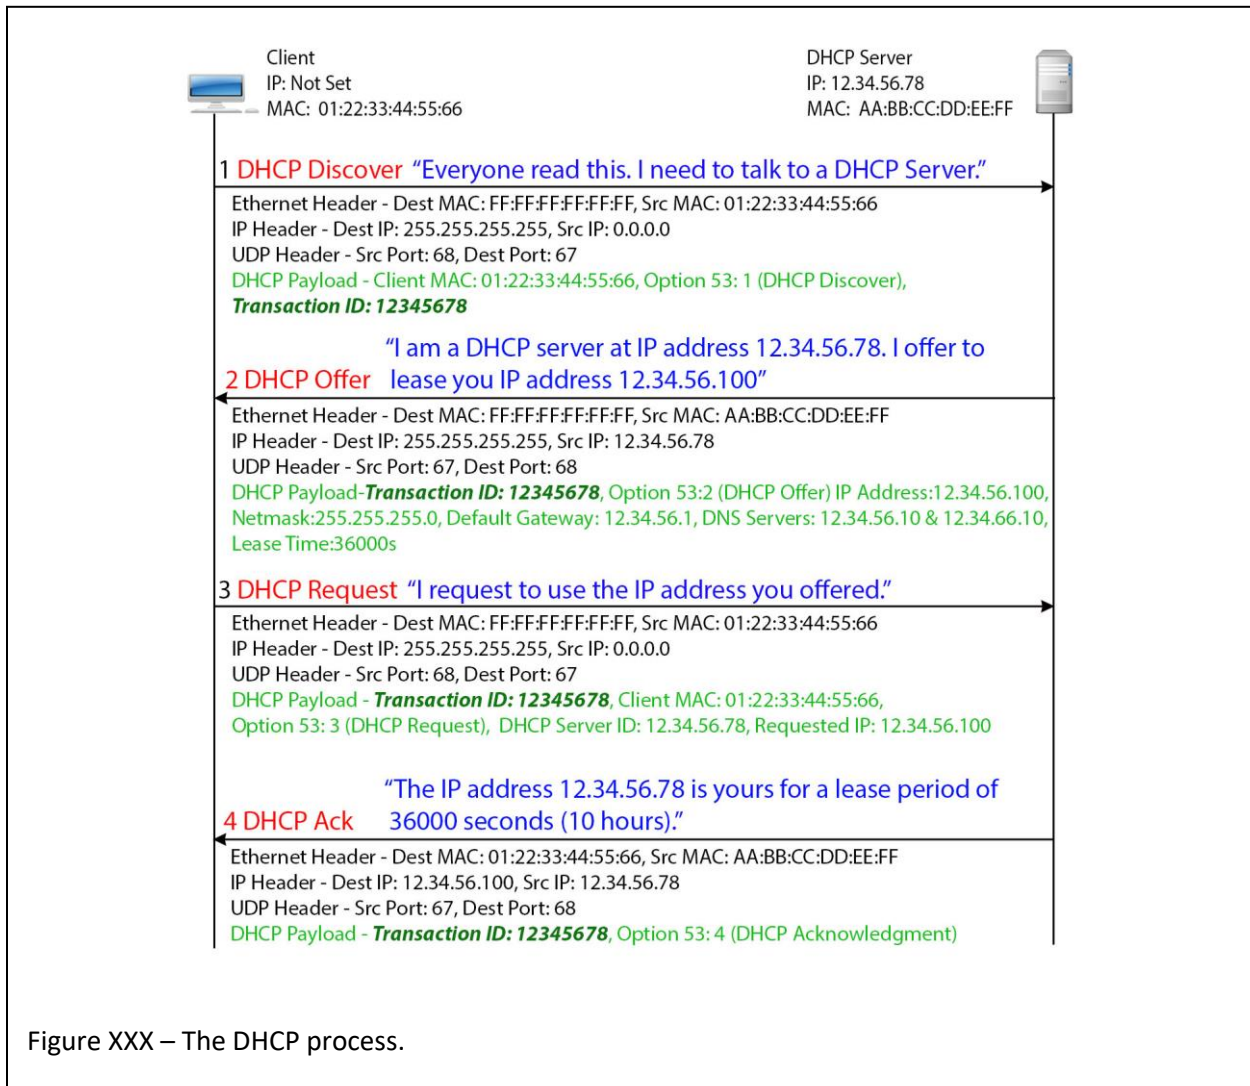 Client
IP: Not Set
MAC: 01:22:33:44:55:66
DHCP Server
IP: 12.34.56.78
MAC: AA:BB:CC:DD:EE:FF
1 DHCP Discover “Everyone read this. I need to talk to a DHCP Server.”
Ethernet Header - Dest MAC: FF:FF:FF:FF:FF:FF, Src MAC: 01:22:33:44:55:66
IP Header - Dest IP: 255.255.255.255, Src IP: 0.0.0.0
UDP Header - Src Port: 68, Dest Port: 67
DHCP Payload - Client MAC: 01:22:33:44:55:66, Option 53: 1 (DHCP Discover),
Transaction ID: 12345678
“I am a DHCP server at IP address 12.34.56.78. I offer to
2 DHCP Offer lease you IP address 12.34.56.100”
Ethernet Header - Dest MAC: FF:FF:FF:FF:FF:FF, Src MAC: AA:BB:CC:DD:EE:FF
IP Header - Dest IP: 255.255.255.255, Src IP: 12.34.56.78
UDP Header - Src Port: 67, Dest Port: 68
DHCP Payload-Transaction ID: 12345678, Option 53:2 (DHCP Offer) IP Address:12.34.56.100,
Netmask:255.255.255.0, Default Gateway: 12.34.56.1, DNS Servers: 12.34.56.10 & 12.34.66.10,
Lease Time:36000s
3 DHCP Request “I request to use the IP address you offered.”
Ethernet Header - Dest MAC: FF:FF:FF:FF:FF:FF, Src MAC: 01:22:33:44:55:66
IP Header - Dest IP: 255.255.255.255, Src IP: 0.0.0.0
UDP Header - Src Port: 68, Dest Port: 67
DHCP Payload - Transaction ID: 12345678, Client MAC: 01:22:33:44:55:66,
Option 53: 3 (DHCP Request), DHCP Server ID: 12.34.56.78, Requested IP: 12.34.56.100
“The IP address 12.34.56.78 is yours for a lease period of
4 DHCP Ack 36000 seconds (10 hours).”
Ethernet Header - Dest MAC: 01:22:33:44:55:66, Src MAC: AA:BB:CC:DD:EE:FF
IP Header - Dest IP: 12.34.56.100, Src IP: 12.34.56.78
UDP Header - Src Port: 67, Dest Port: 68
DHCP Payload - Transaction ID: 12345678, Option 53: 4 (DHCP Acknowledgment)
Figure XXX – The DHCP process.